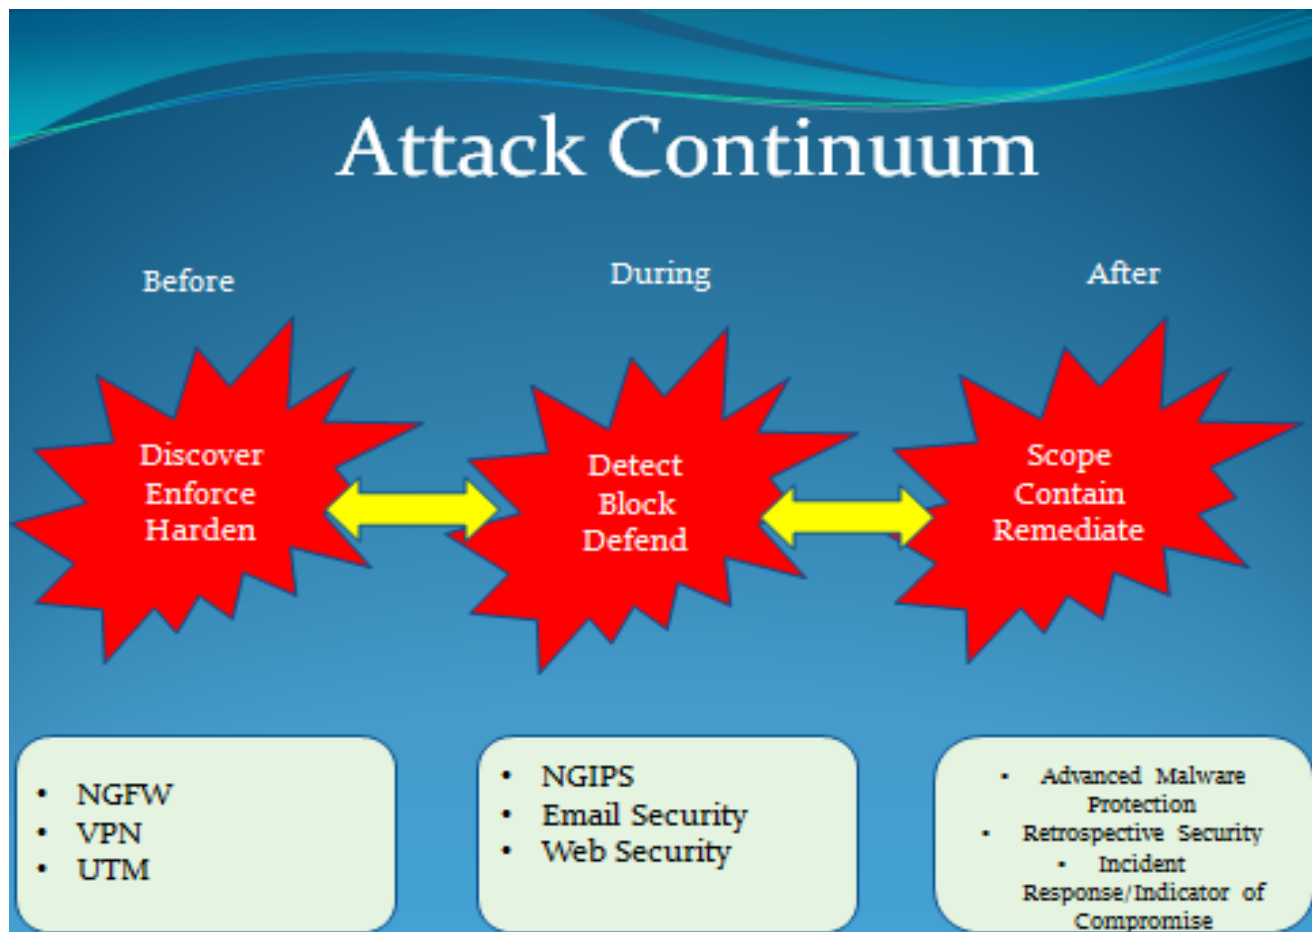 Attack Continuum
Before
During
After
Discover
Enforce
Harden
Detect
Block
Defend
Scope
Contain
Remediate
• NGFW
• VPN
• UTM
• NGIPS
• Email Security
• Web Security
• Advanced Malware
Protection
• Retrospective Security
• Incident
Response/Indicator of
Compromise